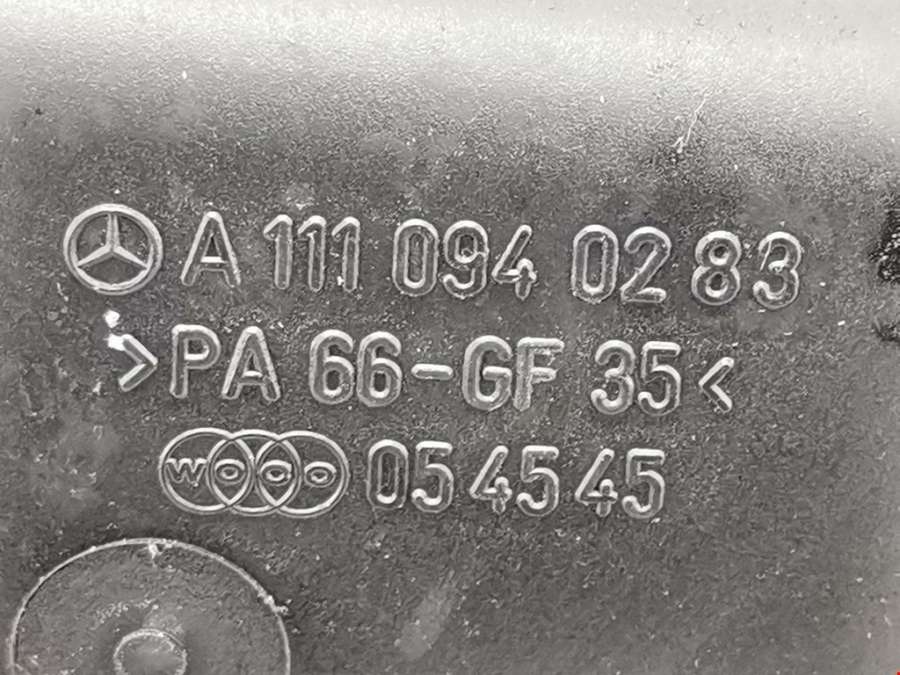 A 111 094 02 83
>PA 66-GF 35<
WOCO 054545